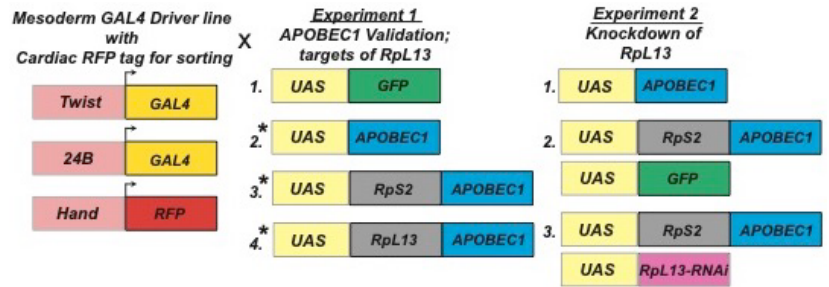 Mesoderm GAL4 Driver line
with
Cardiac RFP tag for sorting
X
Twist GAL4
24B GAL4
Hand RFP
Experiment 1
APOBEC1 Validation;
targets of RpL13
1. UAS GFP
*
2. UAS APOBEC1
*
3. UAS RpS2 APOBEC1
*
4. UAS RpL13 APOBEC1
Experiment 2
Knockdown of
RpL13
1. UAS APOBEC1
2. UAS RpS2 APOBEC1
UAS GFP
3. UAS RpS2 APOBEC1
UAS RpL13-RNAi